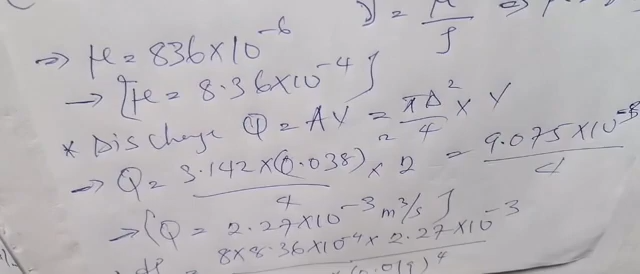 ν = μ/ρ ⇒
⇒ μ = 836×10^-6
→ [μ = 8.36×10^-4]
* Discharge Q = AV = πD²/4 × V
→ Q = 3.142×(0.038)²/4 × 2 = 9.075×10^-3/4
→ [Q = 2.27×10^-3 m³/s]
8×8.36×10^-4×2.27×10^-3
(0.019)^4